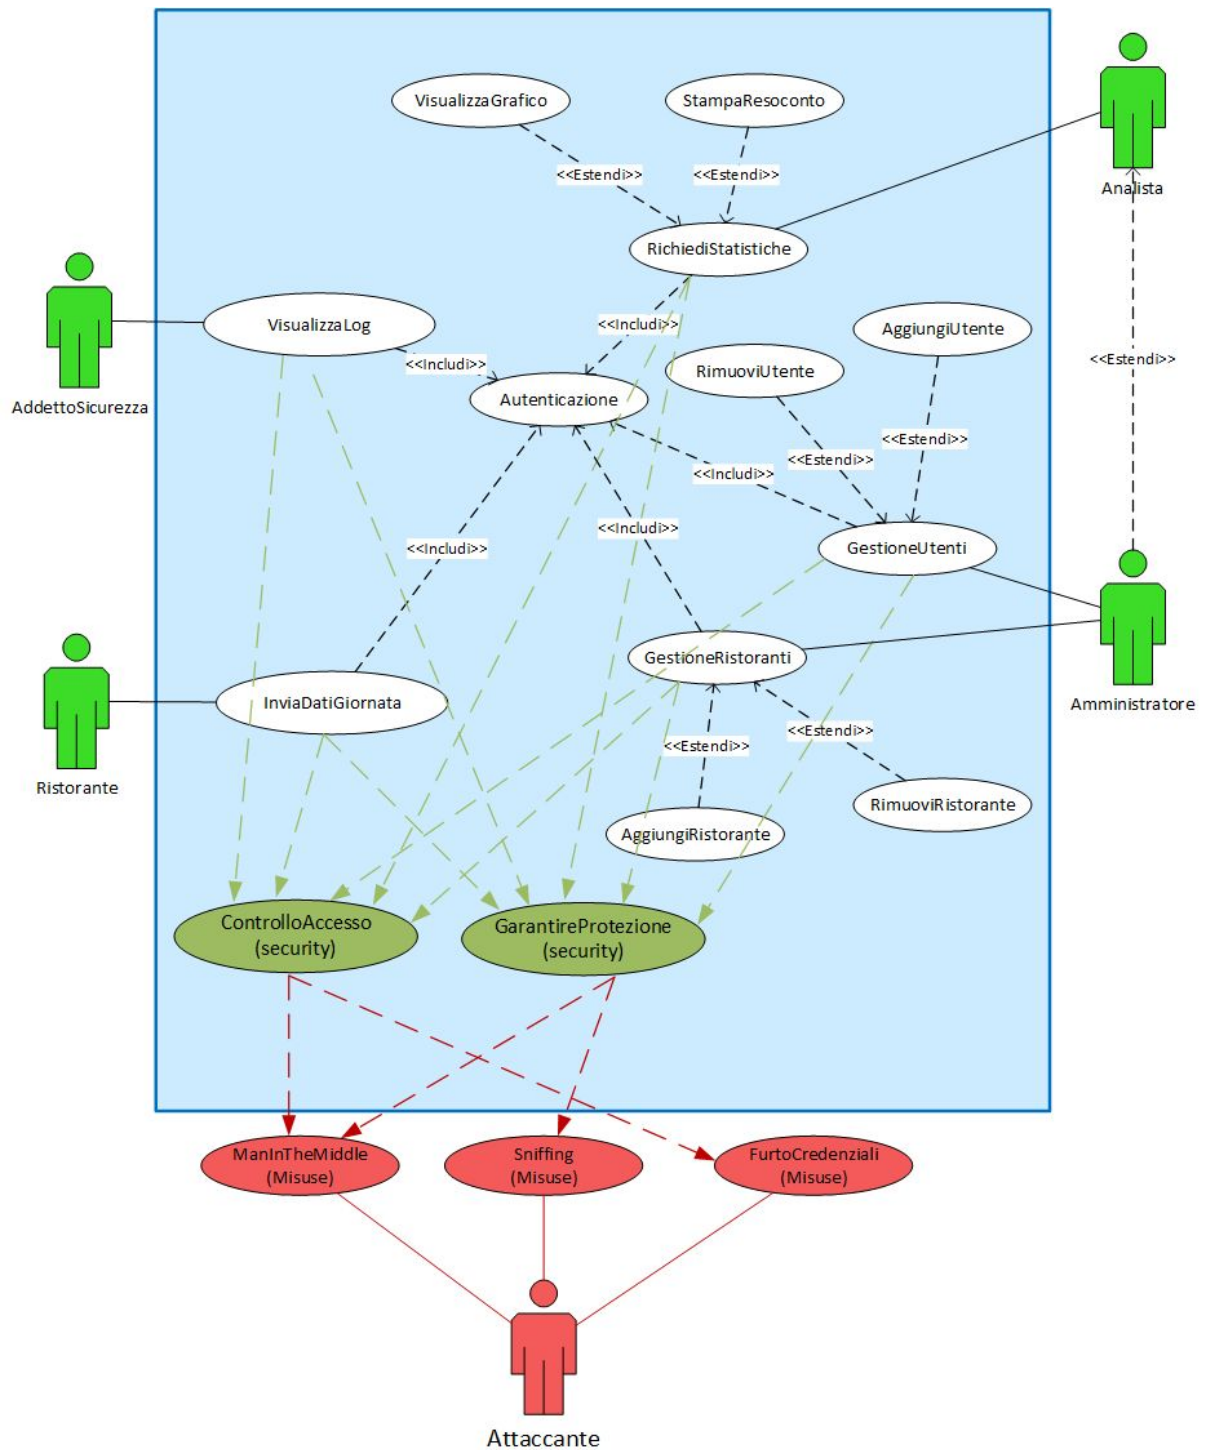 VisualizzaGrafico
StampaResoconto
<<Estendi>>
<<Estendi>>
Analista
RichiediStatistiche
VisualizzaLog
<<Includi>>
AggiungiUtente
<<Includi>>
RimuoviUtente
<<Estendi>>
AddettoSicurezza
Autenticazione
<<Estendi>>
<<Estendi>>
<<Includi>>
<<Includi>>
<<Includi>>
GestioneUtenti
GestioneRistoranti
InviaDatiGiornata
Amministratore
<<Estendi>>
<<Estendi>>
Ristorante
RimuoviRistorante
AggiungiRistorante
ControlloAccesso
(security)
GarantireProtezione
(security)
ManInTheMiddle
(Misuse)
Sniffing
(Misuse)
FurtoCredenziali
(Misuse)
Attaccante